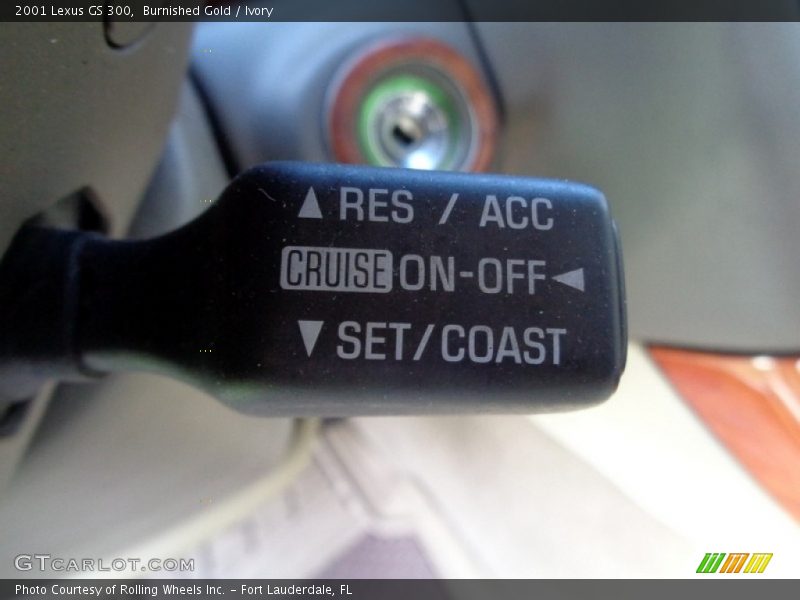 2001 Lexus GS 300, Burnished Gold / Ivory
▲ RES / ACC
CRUISE ON-OFF ◄
▼ SET/COAST
GTCARLOT.COM
Photo Courtesy of Rolling Wheels Inc. – Fort Lauderdale, FL